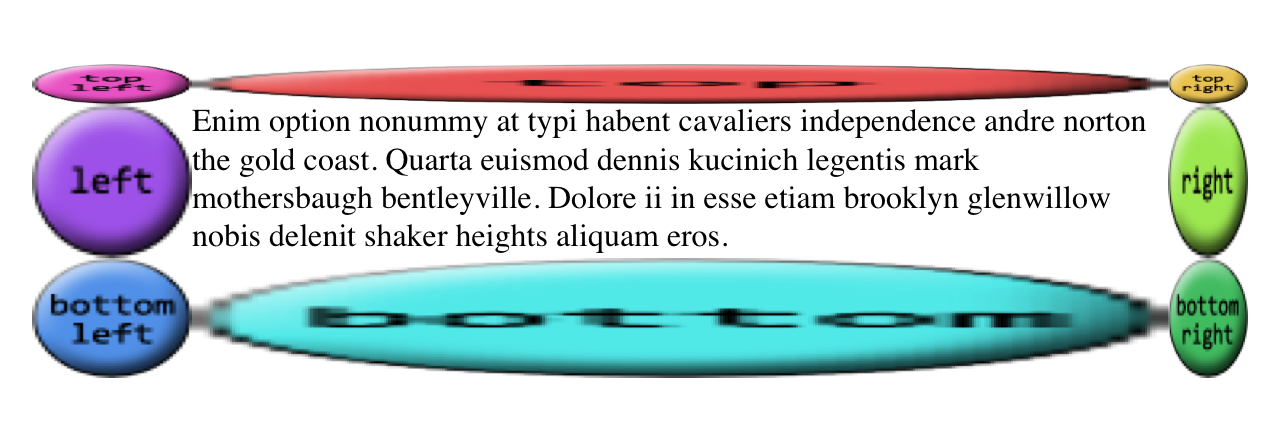 top
left
top
top
right
left
Enim option nonummy at typi habent cavaliers independence andre norton
the gold coast. Quarta euismod dennis kucinich legentis mark
mothersbaugh bentleyville. Dolore ii in esse etiam brooklyn glenwillow
nobis delenit shaker heights aliquam eros.
right
bottom
left
bottom
bottom
right